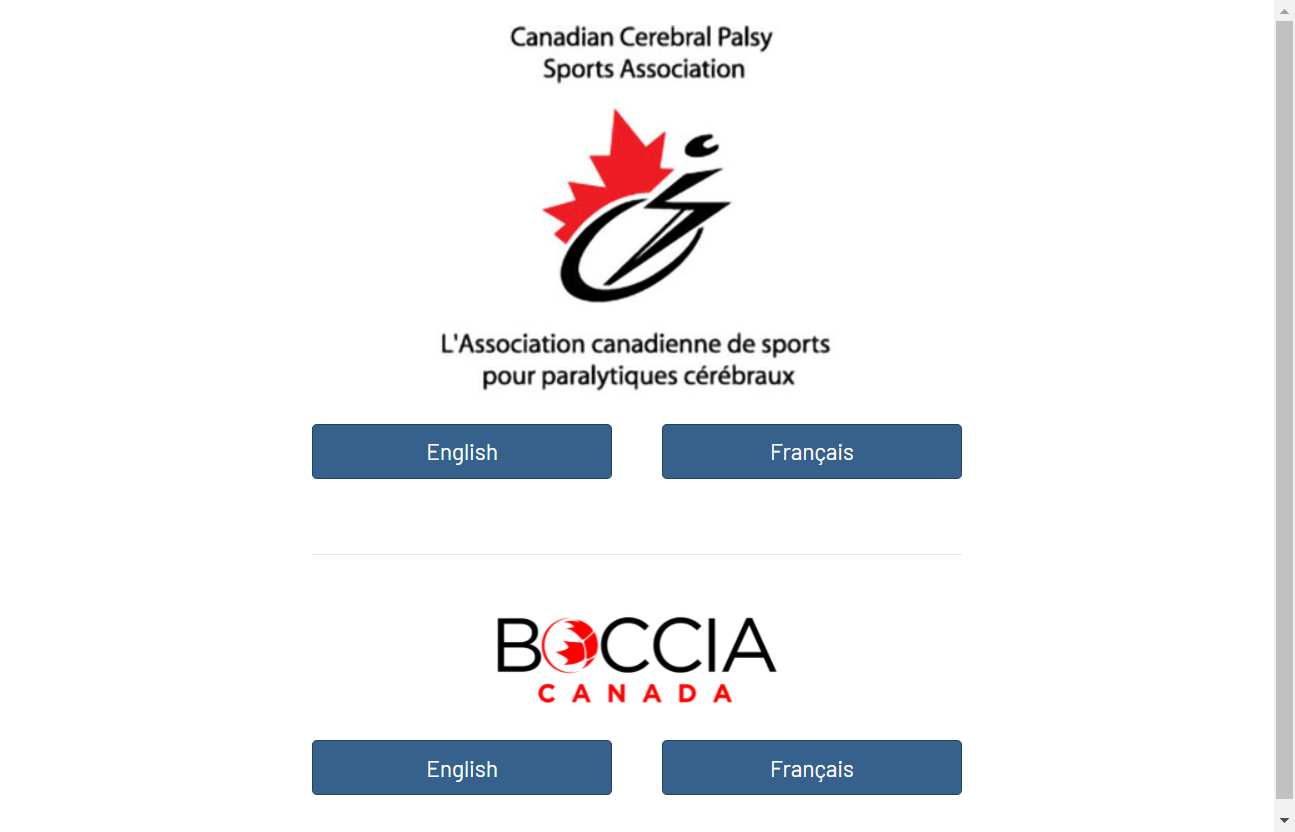 Canadian Cerebral Palsy
Sports Association
L'Association canadienne de sports
pour paralytiques cérébraux
English
Français
BOCCIA
CANADA
English
Français